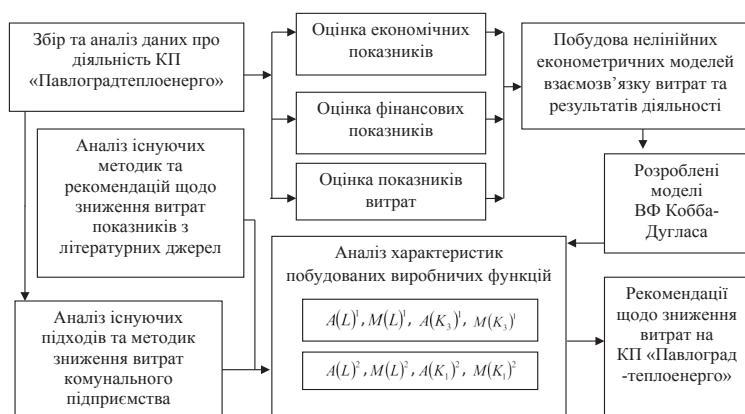 Збір та аналіз даних про
діяльність КП
«Павлоградтеплоенерго»
Оцінка економічних
показників
Оцінка фінансових
показників
Оцінка показників
витрат
Побудова нелінійних
економетричних моделей
взаємозв’язку витрат та
результатів діяльності
Аналіз існуючих
методик та
рекомендацій щодо
зниження витрат
показників з
літературних джерел
Розроблені
моделі
ВФ Кобба-
Дугласа
Аналіз існуючих
підходів та методик
зниження витрат
комунального
підприємства
Аналіз характеристик
побудованих виробничих функцій
A(L)¹, M(L)¹, A(K₃)¹, M(K₃)¹
A(L)², M(L)², A(K₁)², M(K₁)²
Рекомендації
щодо зниження
витрат на
КП «Павлоград
-теплоенерго»